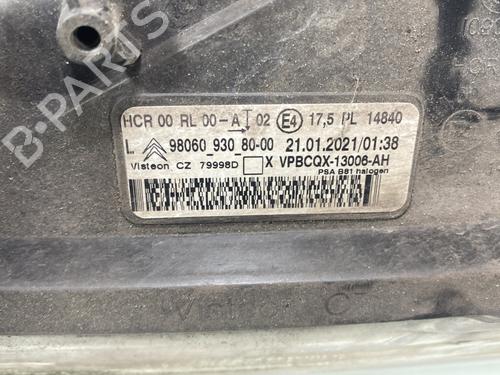 HCR 00 RL 00-A 02 E4 17,5 PL 14840
L. 98060 930 80-00 21.01.2021/01:38
Visteon CZ 79998D X VPBCQX-13006-AH
PSA B81 halogen
Visteon C
B-PARTS